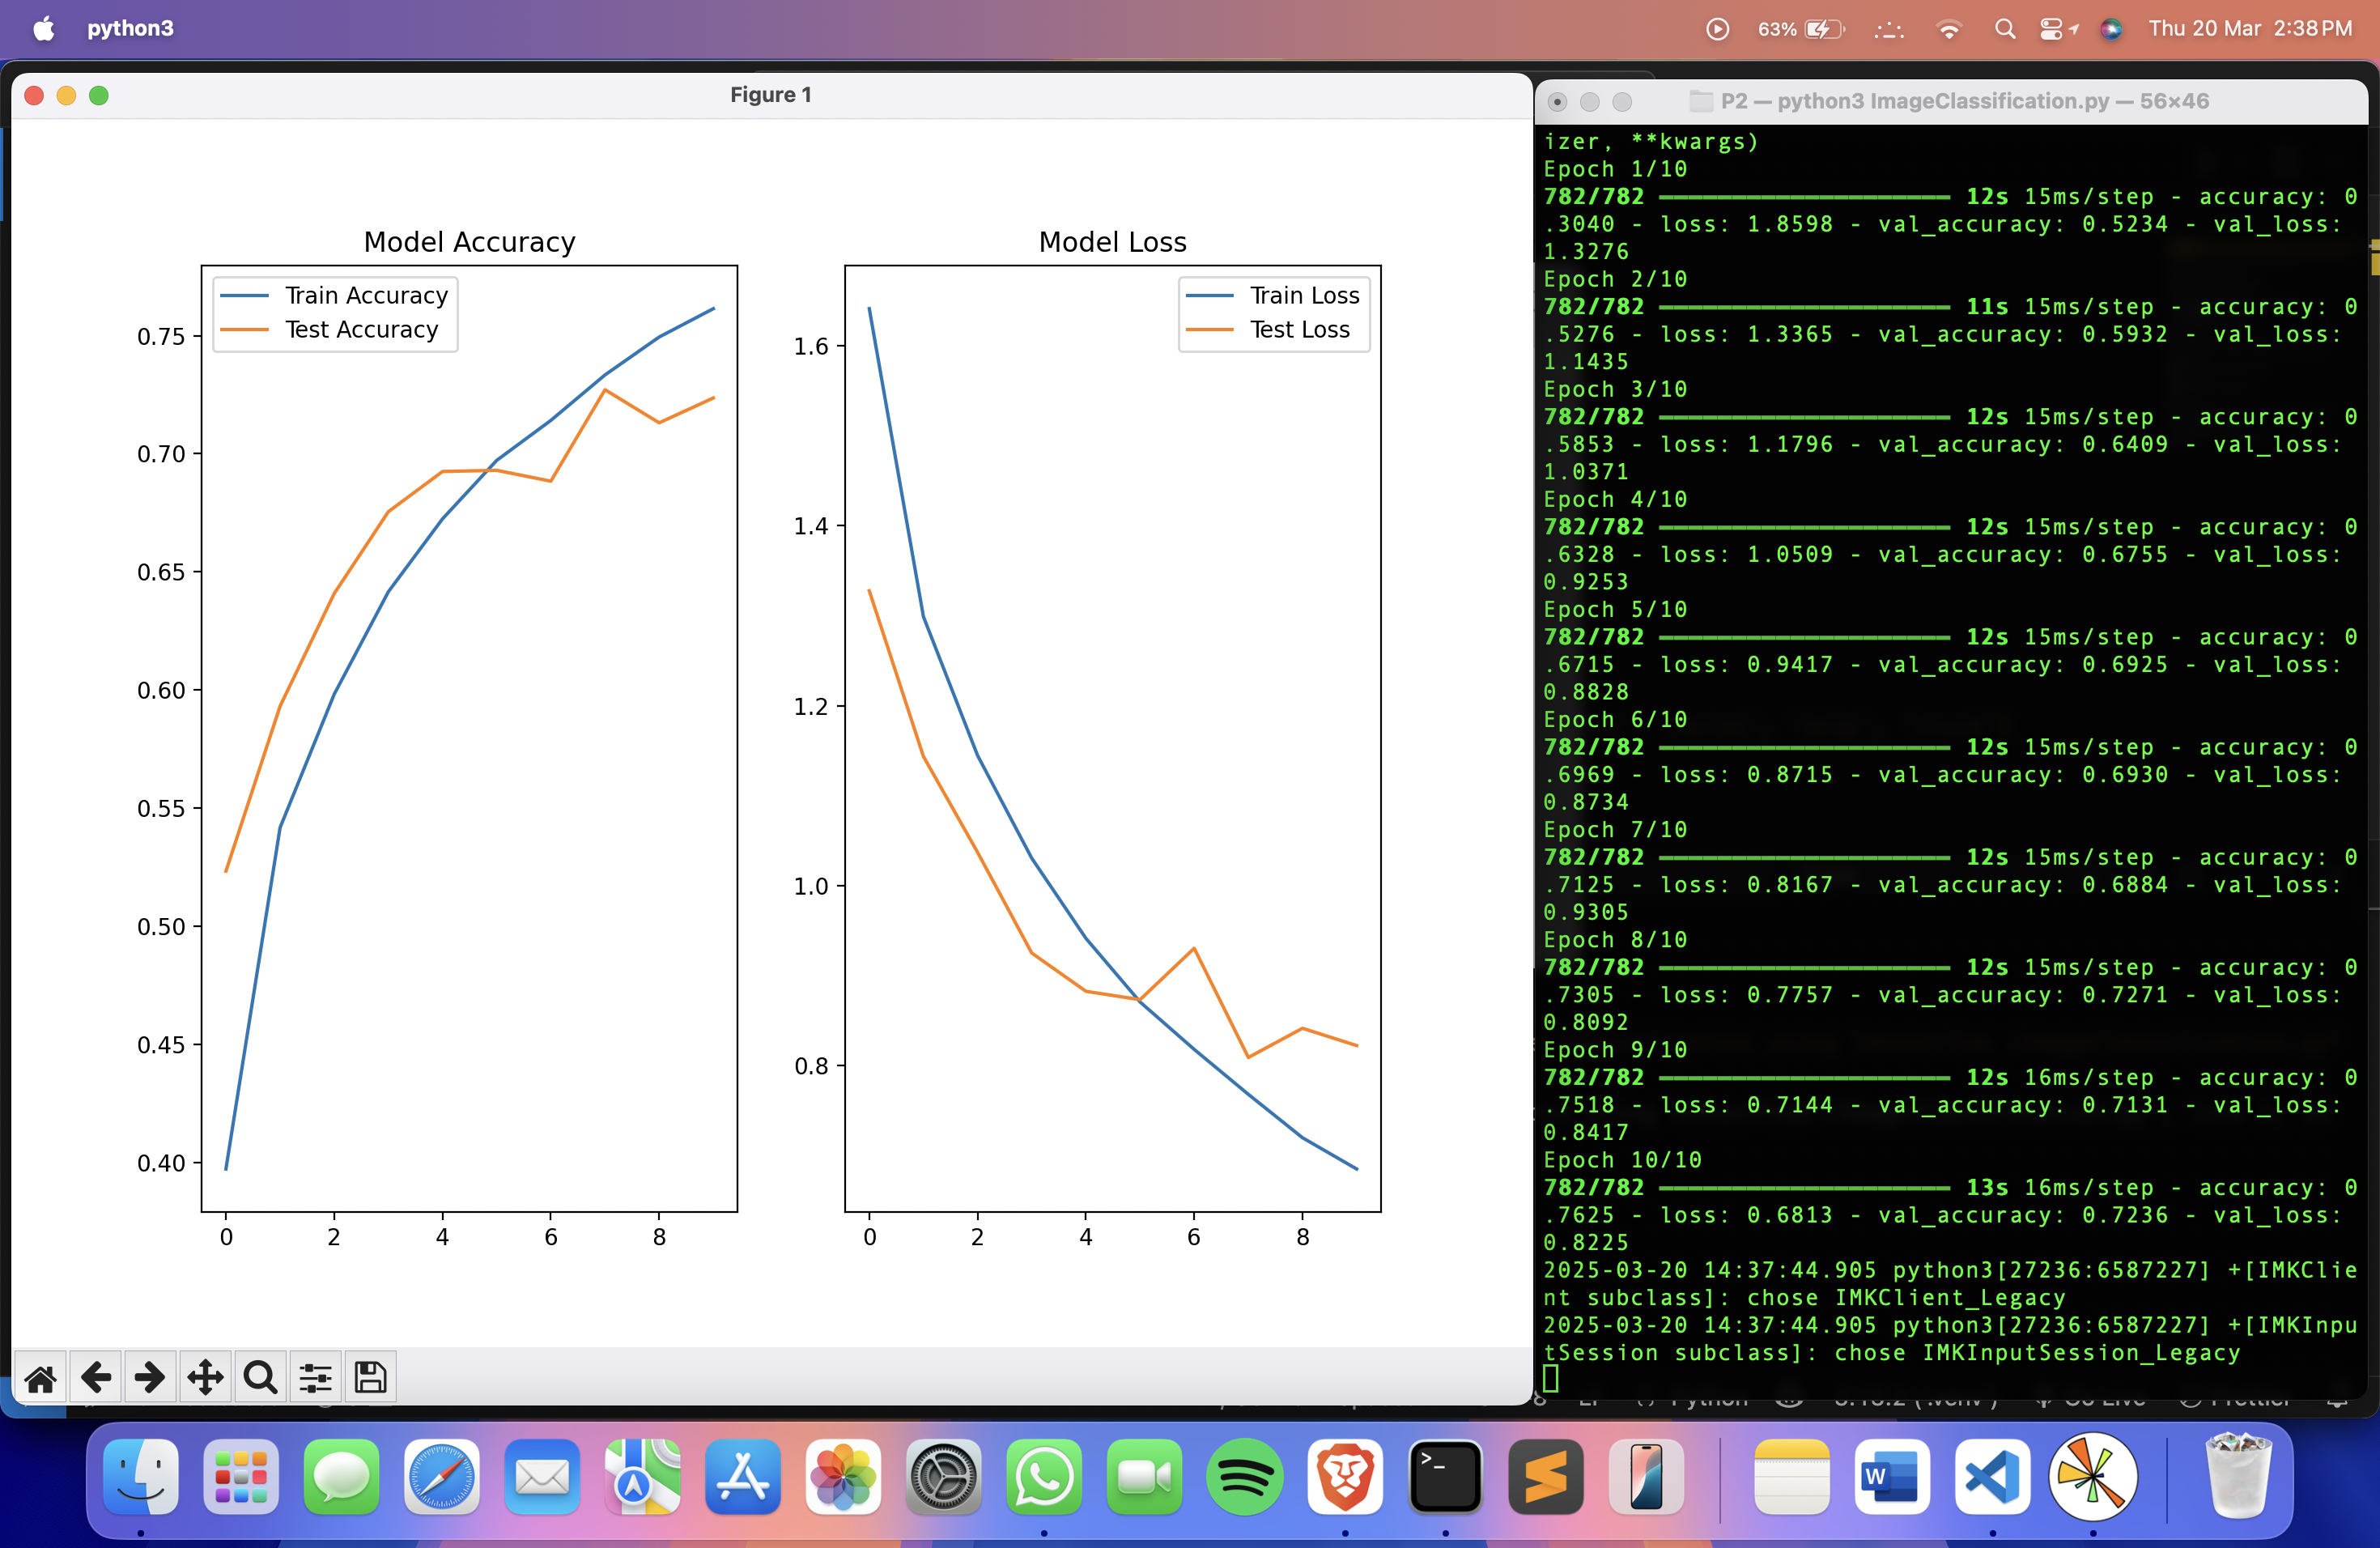 python3
63%
Thu 20 Mar 2:38 PM
Figure 1
Model Accuracy
Train Accuracy
Test Accuracy
0.75
0.70
0.65
0.60
0.55
0.50
0.45
0.40
0 2 4 6 8
Model Loss
Train Loss
Test Loss
1.6
1.4
1.2
1.0
0.8
0 2 4 6 8
P2 — python3 ImageClassification.py — 56×46
izer, **kwargs)
Epoch 1/10
782/782 ━━━━━━━━━━━━━━━━━━━━ 12s 15ms/step - accuracy: 0
.3040 - loss: 1.8598 - val_accuracy: 0.5234 - val_loss:
1.3276
Epoch 2/10
782/782 ━━━━━━━━━━━━━━━━━━━━ 11s 15ms/step - accuracy: 0
.5276 - loss: 1.3365 - val_accuracy: 0.5932 - val_loss:
1.1435
Epoch 3/10
782/782 ━━━━━━━━━━━━━━━━━━━━ 12s 15ms/step - accuracy: 0
.5853 - loss: 1.1796 - val_accuracy: 0.6409 - val_loss:
1.0371
Epoch 4/10
782/782 ━━━━━━━━━━━━━━━━━━━━ 12s 15ms/step - accuracy: 0
.6328 - loss: 1.0509 - val_accuracy: 0.6755 - val_loss:
0.9253
Epoch 5/10
782/782 ━━━━━━━━━━━━━━━━━━━━ 12s 15ms/step - accuracy: 0
.6715 - loss: 0.9417 - val_accuracy: 0.6925 - val_loss:
0.8828
Epoch 6/10
782/782 ━━━━━━━━━━━━━━━━━━━━ 12s 15ms/step - accuracy: 0
.6969 - loss: 0.8715 - val_accuracy: 0.6930 - val_loss:
0.8734
Epoch 7/10
782/782 ━━━━━━━━━━━━━━━━━━━━ 12s 15ms/step - accuracy: 0
.7125 - loss: 0.8167 - val_accuracy: 0.6884 - val_loss:
0.9305
Epoch 8/10
782/782 ━━━━━━━━━━━━━━━━━━━━ 12s 15ms/step - accuracy: 0
.7305 - loss: 0.7757 - val_accuracy: 0.7271 - val_loss:
0.8092
Epoch 9/10
782/782 ━━━━━━━━━━━━━━━━━━━━ 12s 16ms/step - accuracy: 0
.7518 - loss: 0.7144 - val_accuracy: 0.7131 - val_loss:
0.8417
Epoch 10/10
782/782 ━━━━━━━━━━━━━━━━━━━━ 13s 16ms/step - accuracy: 0
.7625 - loss: 0.6813 - val_accuracy: 0.7236 - val_loss:
0.8225
2025-03-20 14:37:44.905 python3[27236:6587227] +[IMKClie
nt subclass]: chose IMKClient_Legacy
2025-03-20 14:37:44.905 python3[27236:6587227] +[IMKInpu
tSession subclass]: chose IMKInputSession_Legacy
Python
>_
W